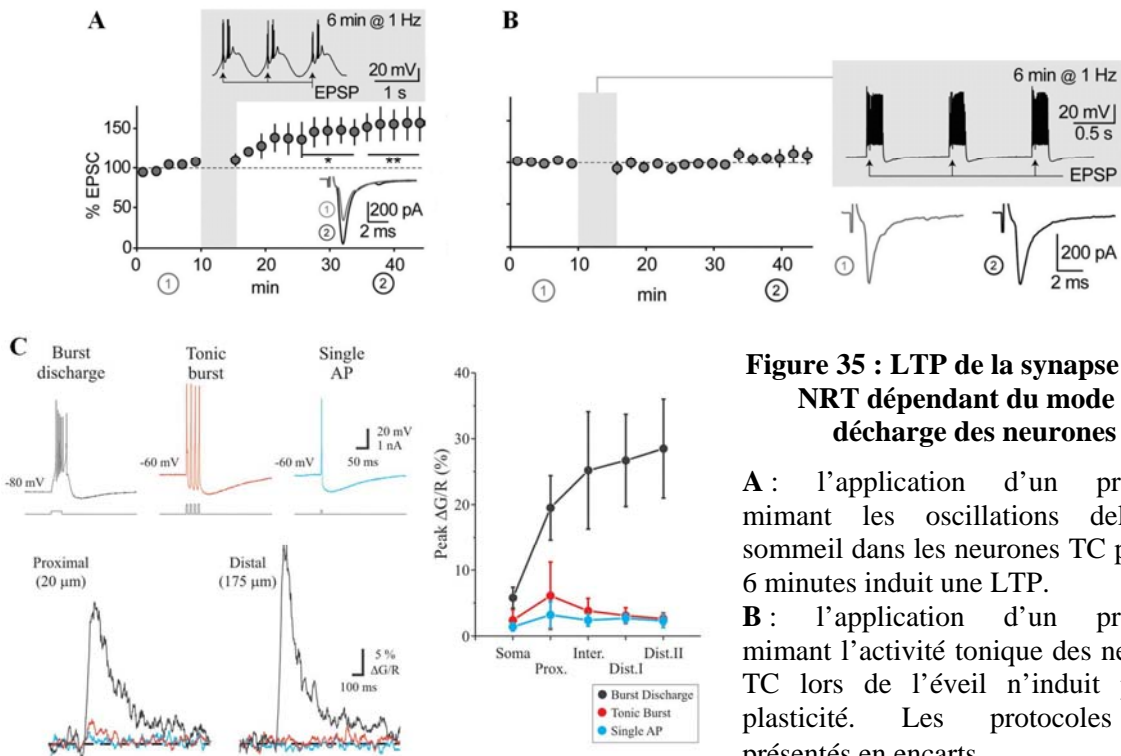 A
6 min @ 1 Hz
20 mV
1 s
EPSP
% EPSC
150
100
50
0
* **
1
2
200 pA
2 ms
0 10 20 30 40
1 min 2
B
6 min @ 1 Hz
20 mV
0.5 s
EPSP
1
2
200 pA
2 ms
0 10 20 30 40
1 min 2
C
Burst discharge
Tonic burst
Single AP
20 mV
1 nA
50 ms
-80 mV
-60 mV
-60 mV
Proximal (20 µm)
Distal (175 µm)
5 % ΔG/R
100 ms
Peak ΔG/R (%)
40
30
20
10
0
Soma Prox. Inter. Dist.I Dist.II
Burst Discharge
Tonic Burst
Single AP
Figure 35 : LTP de la synapse
NRT dépendant du mode
décharge des neurones
A : l’application d’un
mimant les oscillations
sommeil dans les neurones TC
6 minutes induit une LTP.
B : l’application d’un
mimant l’activité tonique des
TC lors de l’éveil n’induit
plasticité. Les protocoles
présentés en encarts.